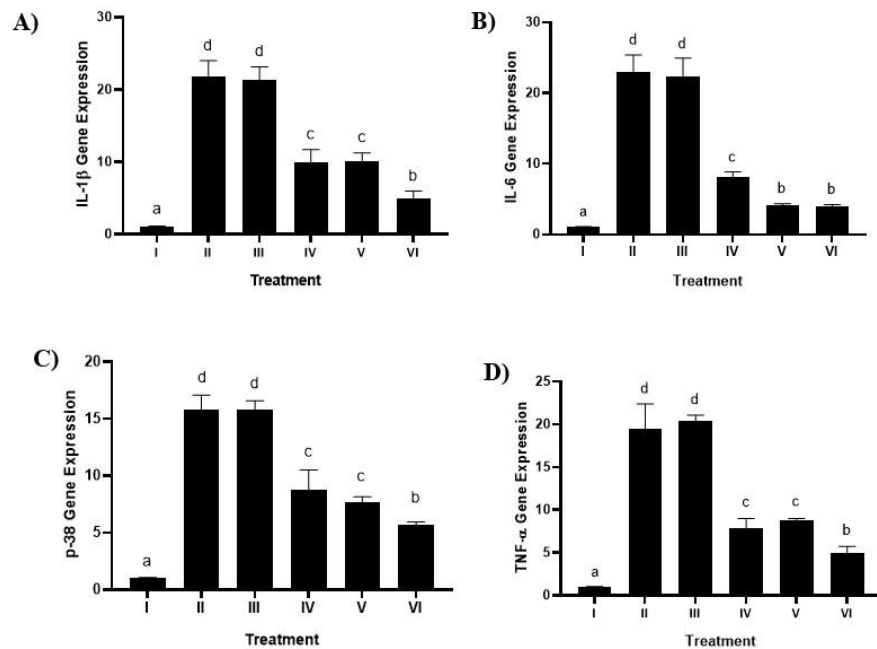 A)
IL-1β Gene Expression
30
20
10
0
a
d
d
c
c
b
I II III IV V VI
Treatment
B)
IL-6 Gene Expression
30
20
10
0
a
d
d
c
b
b
I II III IV V VI
Treatment
C)
p-38 Gene Expression
20
15
10
5
0
a
d
d
c
c
b
I II III IV V VI
Treatment
D)
TNF-α Gene Expression
25
20
15
10
5
0
a
d
d
c
c
b
I II III IV V VI
Treatment